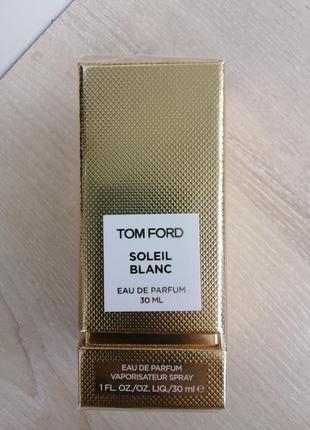 TOM FORD
SOLEIL
BLANC
EAU DE PARFUM
30 ML
EAU DE PARFUM
VAPORISATEUR SPRAY
1 FL. OZ./OZ. LIQ./30 ml ℮